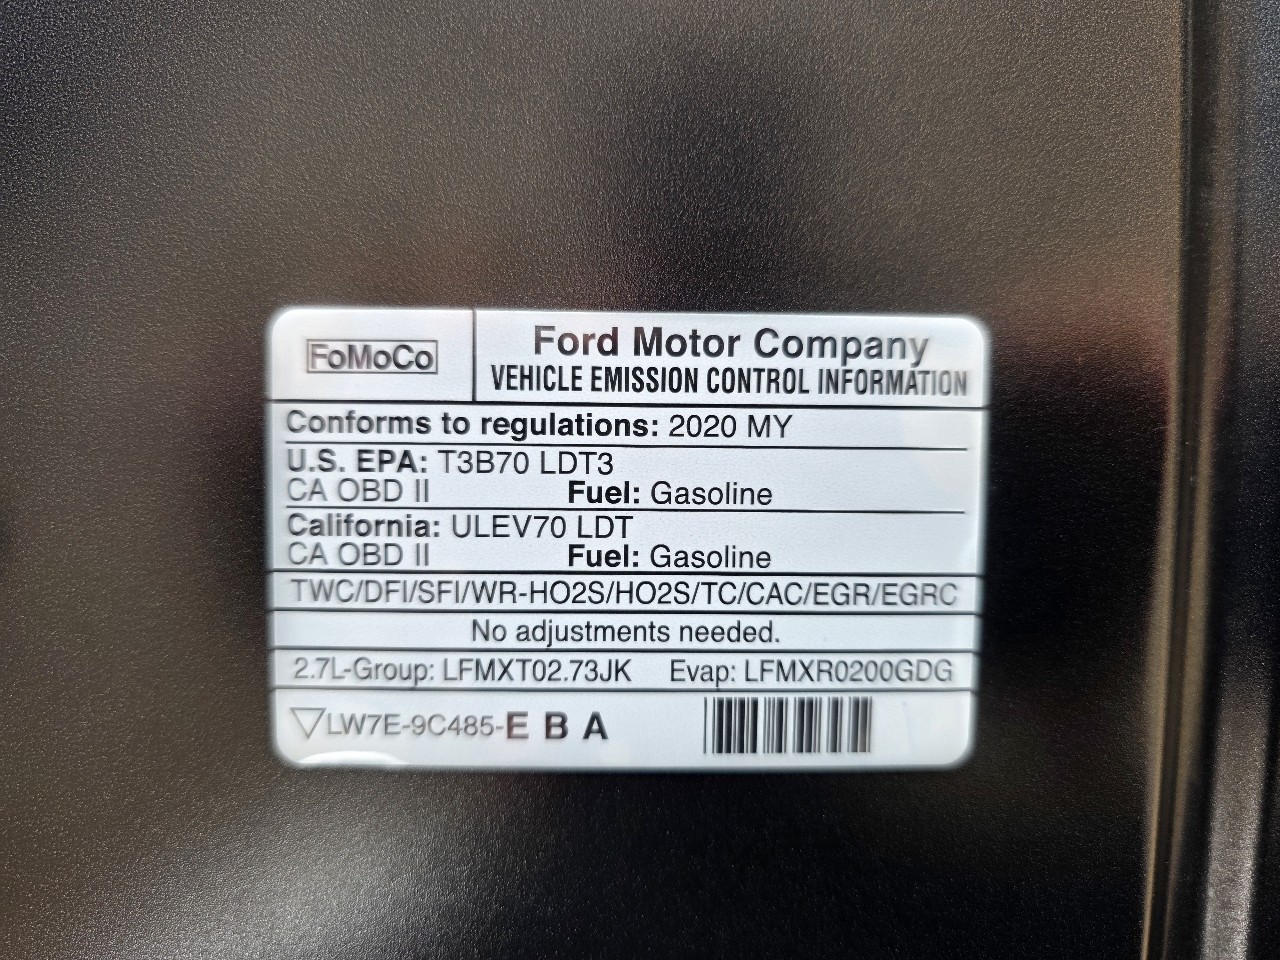 FoMoCo
Ford Motor Company
VEHICLE EMISSION CONTROL INFORMATION
Conforms to regulations: 2020 MY
U.S. EPA: T3B70 LDT3
CA OBD II Fuel: Gasoline
California: ULEV70 LDT
CA OBD II Fuel: Gasoline
TWC/DFI/SFI/WR-HO2S/HO2S/TC/CAC/EGR/EGRC
No adjustments needed.
2.7L-Group: LFMXT02.73JK Evap: LFMXR0200GDG
LW7E-9C485-E B A